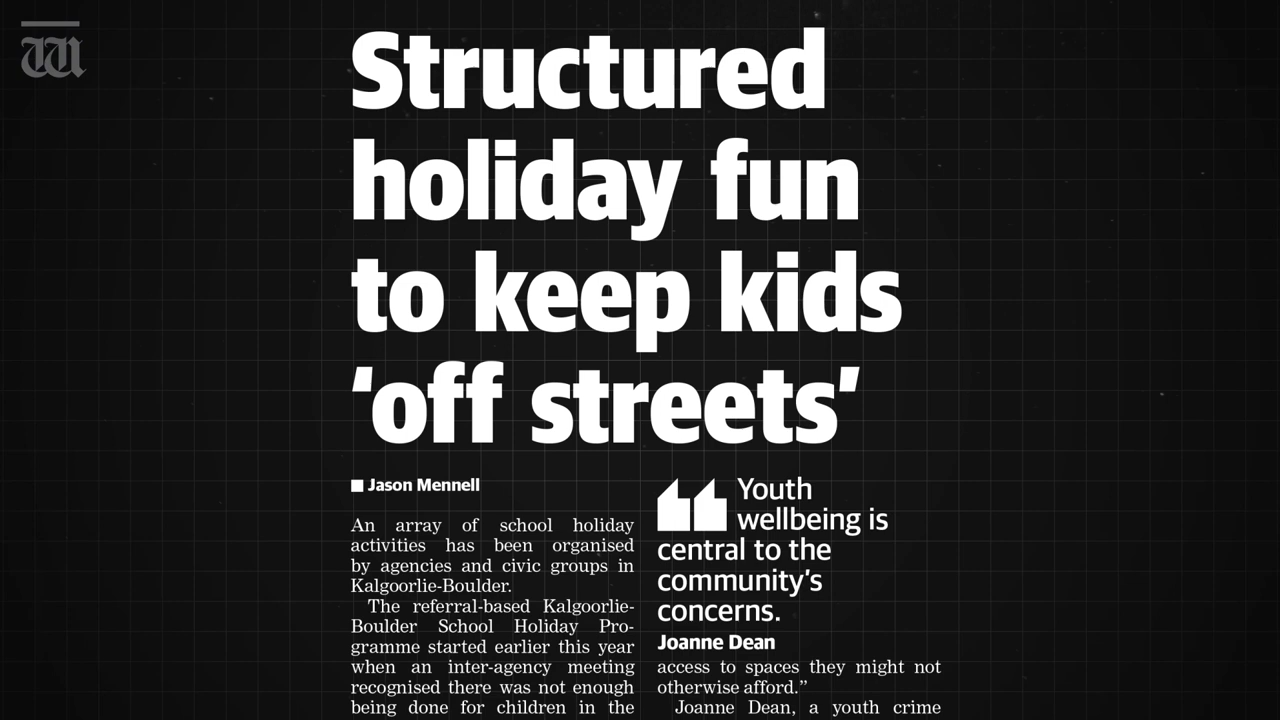 W
Structured
holiday fun
to keep kids
‘off streets’
■ Jason Mennell
An array of school holiday
activities has been organised
by agencies and civic groups in
Kalgoorlie-Boulder.
The referral-based Kalgoorlie-
Boulder School Holiday Pro-
gramme started earlier this year
when an inter-agency meeting
recognised there was not enough
being done for children in the
Youth
wellbeing is
central to the
community’s
concerns.
Joanne Dean
access to spaces they might not
otherwise afford.”
Joanne Dean, a youth crime